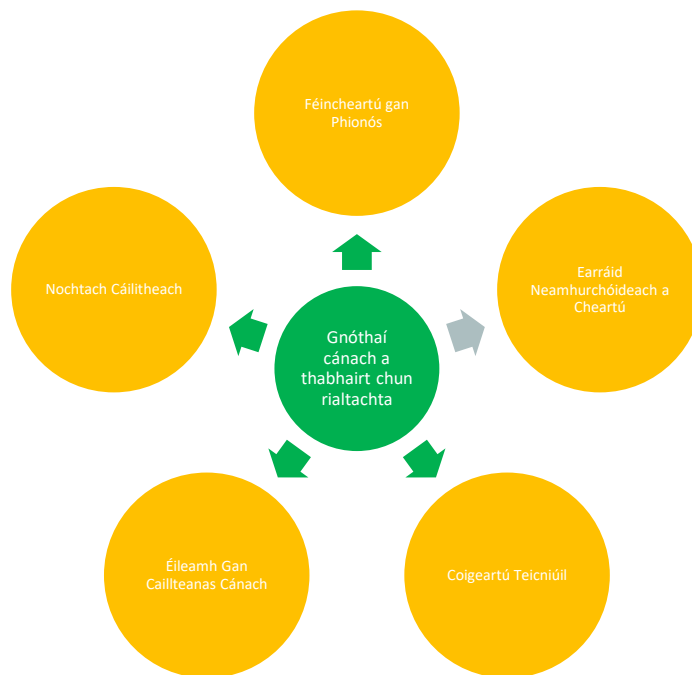 Féincheartú gan
Phionós
Nochtach Cáilitheach
Earráid
Neamhurchóideach a
Cheartú
Gnóthaí
cánach a
thabhairt chun
rialtachta
Éileamh Gan
Caillteanas Cánach
Coigeartú Teicniúil